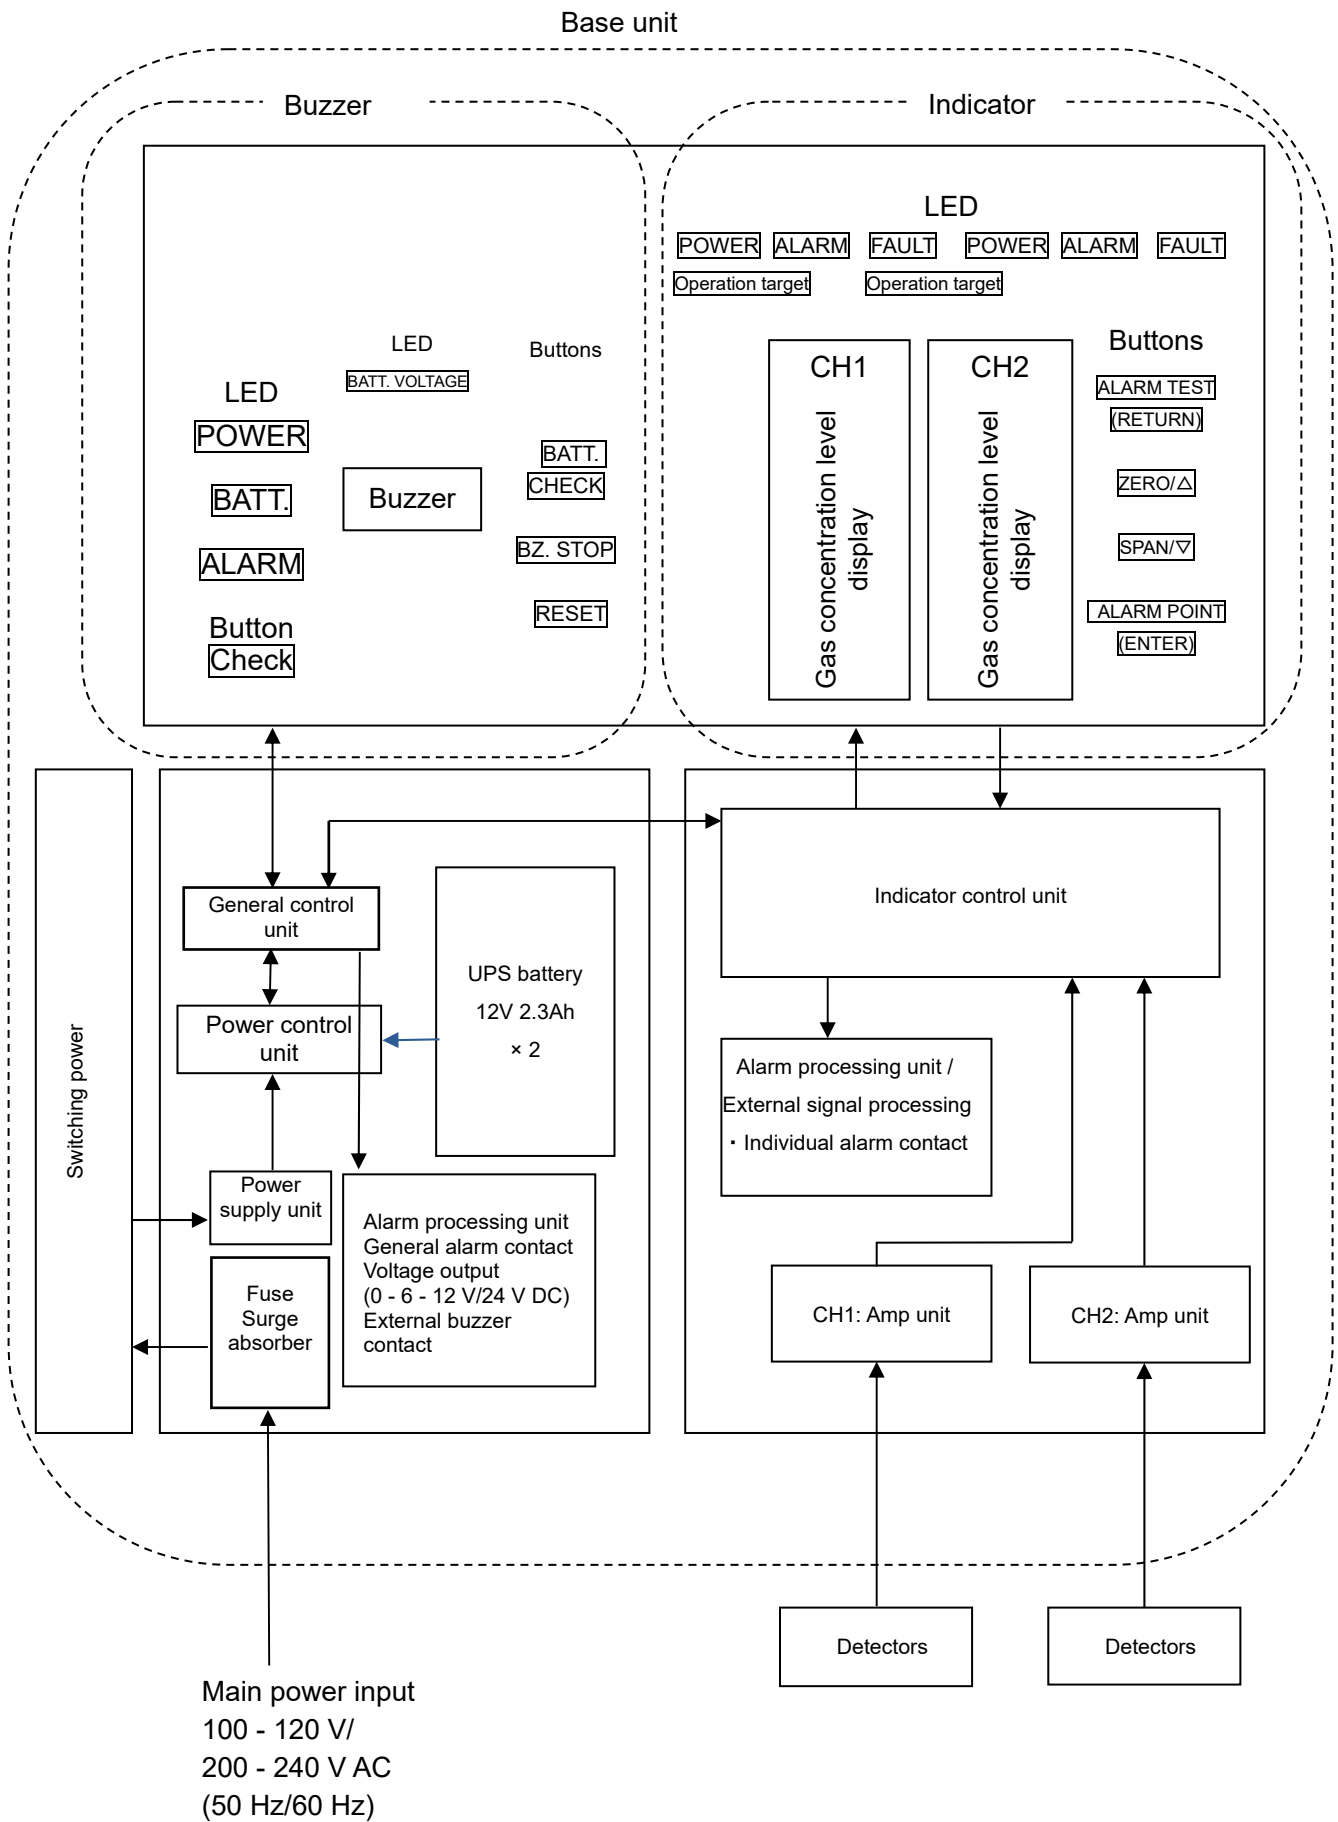 Base unit
Buzzer
Indicator
LED
POWER ALARM FAULT POWER ALARM FAULT
Operation target Operation target
LED
BATT. VOLTAGE
Buttons
LED
POWER
BATT.
ALARM
Button
Check
Buzzer
BATT.
CHECK
BZ. STOP
RESET
CH1
Gas concentration level
display
CH2
Gas concentration level
display
Buttons
ALARM TEST
(RETURN)
ZERO/△
SPAN/▽
ALARM POINT
(ENTER)
Switching power
General control
unit
Power control
unit
UPS battery
12V 2.3Ah
× 2
Power
supply unit
Fuse
Surge
absorber
Alarm processing unit
General alarm contact
Voltage output
(0 - 6 - 12 V/24 V DC)
External buzzer
contact
Indicator control unit
Alarm processing unit /
External signal processing
・Individual alarm contact
CH1: Amp unit
CH2: Amp unit
Detectors
Detectors
Main power input
100 - 120 V/
200 - 240 V AC
(50 Hz/60 Hz)